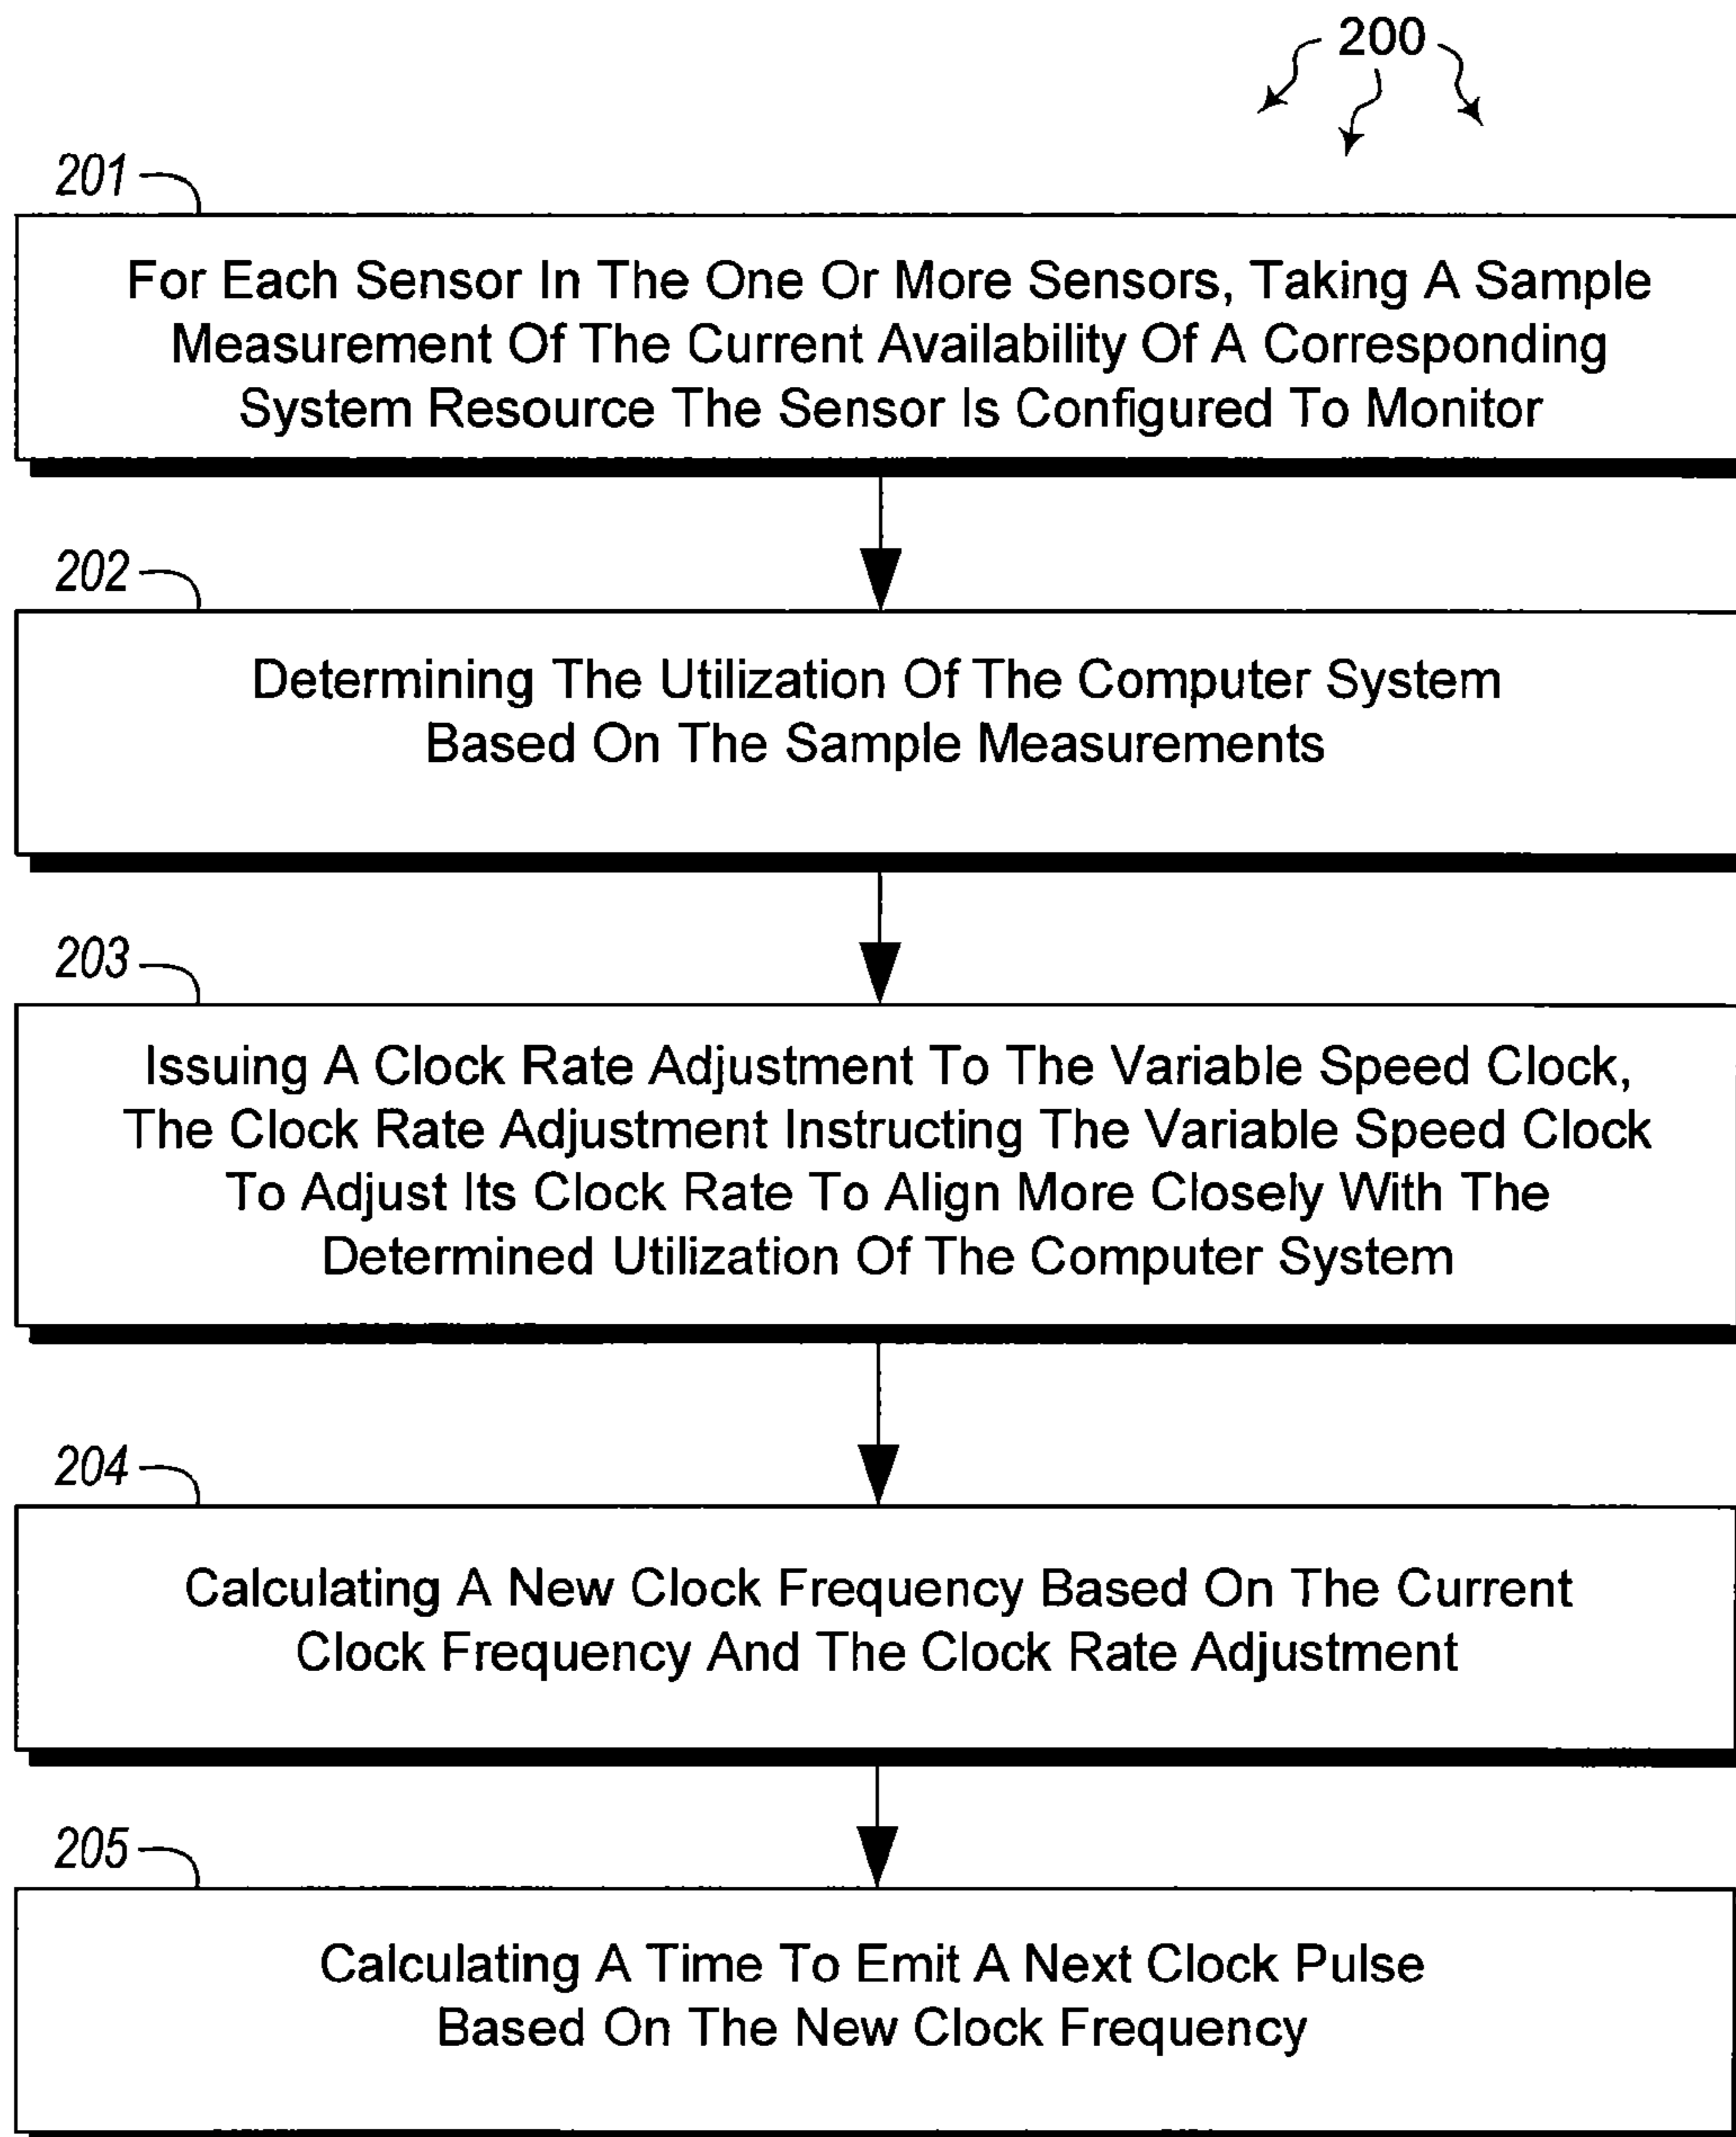 200
201
For Each Sensor In The One Or More Sensors, Taking A Sample
Measurement Of The Current Availability Of A Corresponding
System Resource The Sensor Is Configured To Monitor
202
Determining The Utilization Of The Computer System
Based On The Sample Measurements
203
Issuing A Clock Rate Adjustment To The Variable Speed Clock,
The Clock Rate Adjustment Instructing The Variable Speed Clock
To Adjust Its Clock Rate To Align More Closely With The
Determined Utilization Of The Computer System
204
Calculating A New Clock Frequency Based On The Current
Clock Frequency And The Clock Rate Adjustment
205
Calculating A Time To Emit A Next Clock Pulse
Based On The New Clock Frequency